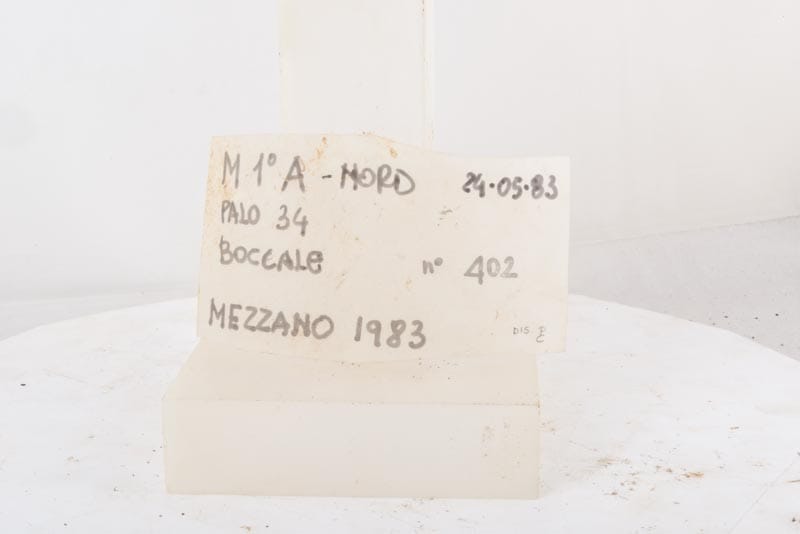 M 1° A - NORD 24.05.83
PALO 34
BOCCALE n° 402
MEZZANO 1983
DIS.